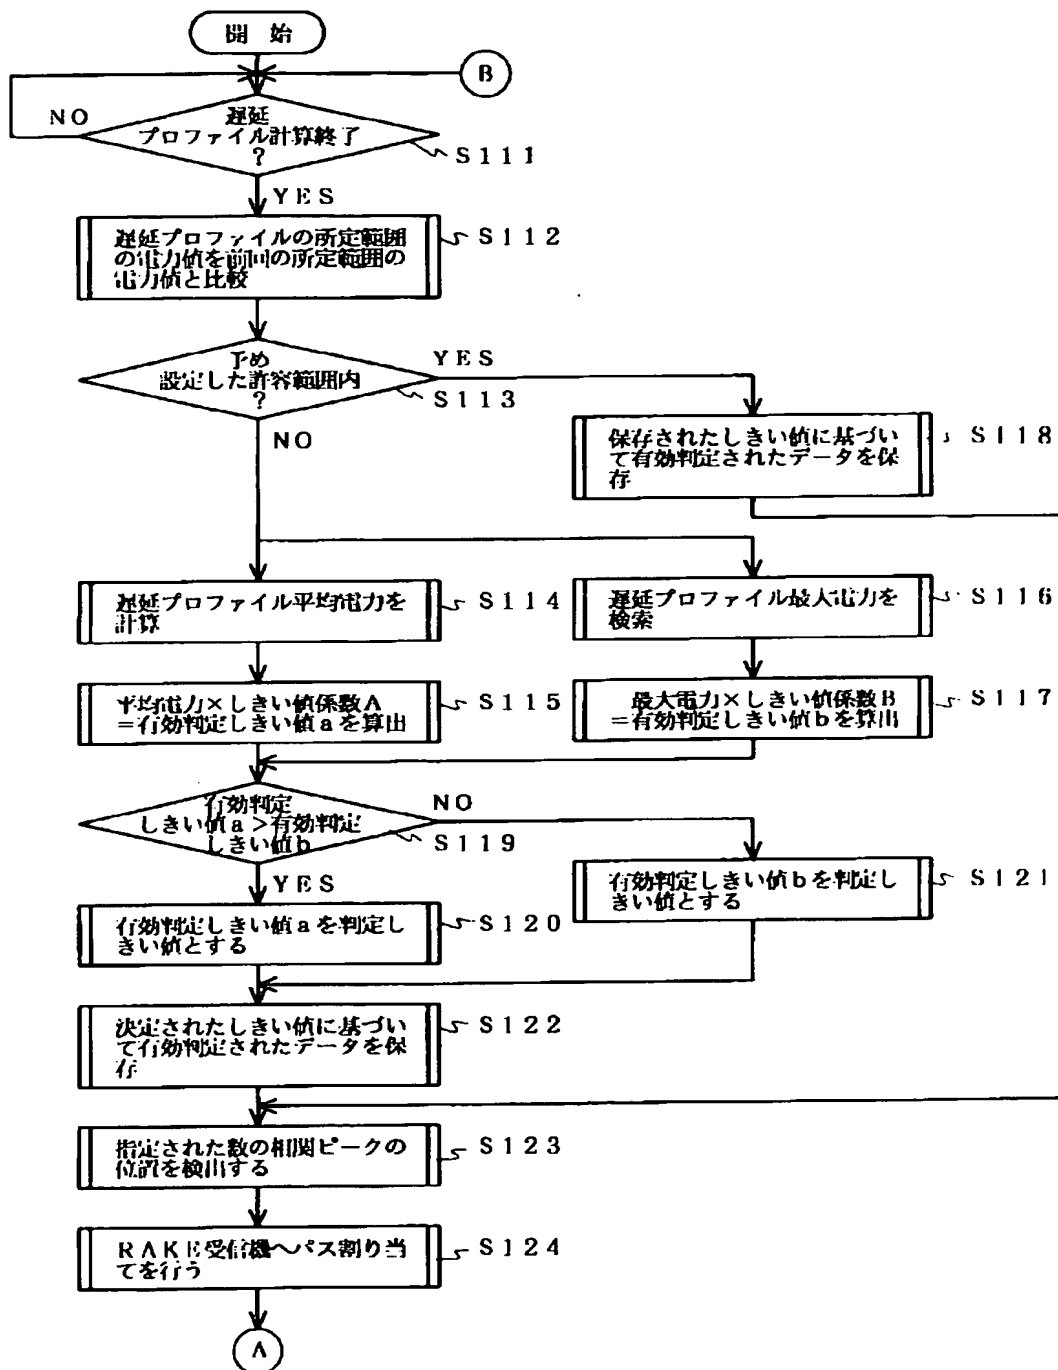 開 始
B
NO
遅延
プロファイル計算終了
?
S111
YES
遅延プロファイルの所定範囲
の電力値を前回の所定範囲の
電力値と比較
S112
予め
設定した許容範囲内
?
YES
S113
NO
保存されたしきい値に基づい
て有効判定されたデータを保
存
S118
遅延プロファイル平均電力を
計算
S114
遅延プロファイル最大電力を
検索
S116
平均電力×しきい値係数A
=有効判定しきい値aを算出
S115
最大電力×しきい値係数B
=有効判定しきい値bを算出
S117
有効判定
しきい値a>有効判定
しきい値b
NO
S119
YES
有効判定しきい値bを判定し
きい値とする
S121
有効判定しきい値aを判定し
きい値とする
S120
決定されたしきい値に基づい
て有効判定されたデータを保
存
S122
指定された数の相関ピークの
位置を検出する
S123
RAKE受信機へパス割り当
てを行う
S124
A